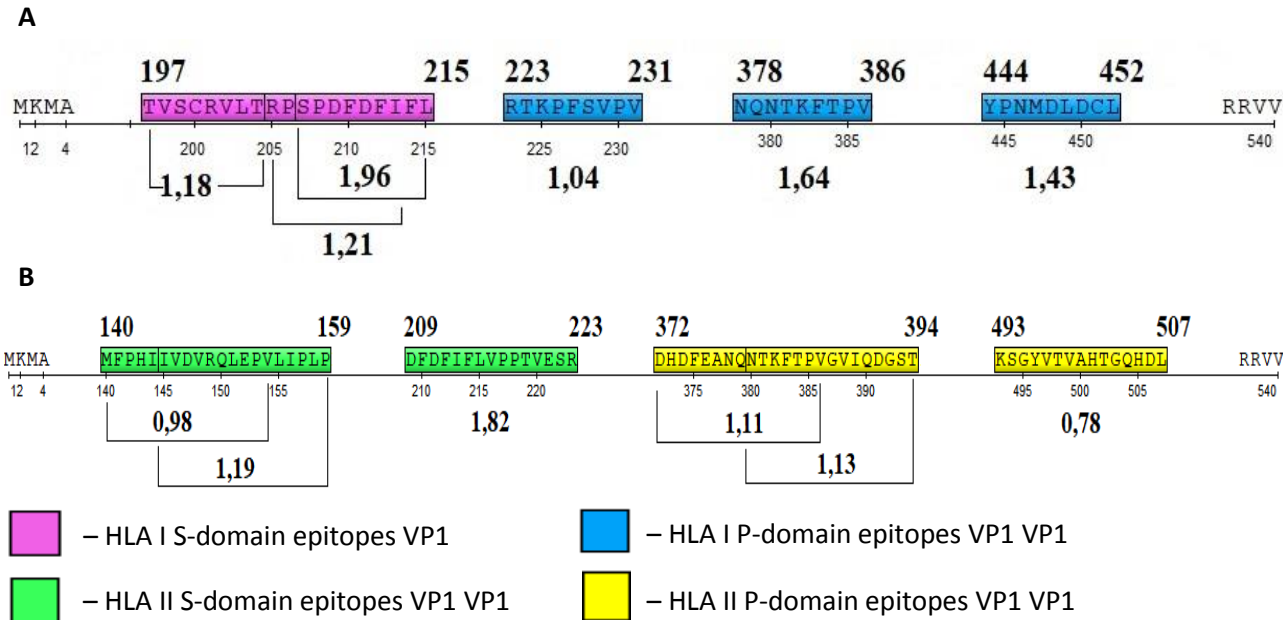 A
197 215 223 231 378 386 444 452
MKMA TVSCRVLTRPSPDFDFIFL RTKPFSVPV NQNTKFTPV YPNMDLDCL RRVV
12 4 200 205 210 215 225 230 380 385 445 450 540
1,18 1,96 1,04 1,64 1,43
1,21
B
140 159 209 223 372 394 493 507
MKMA MFPHIIVDVRQLEPVLIPLP DFDFIFLVPPTVESR DHDFEANQNTKFTPVGVIQDGST KSGYVTVAHTGQHDL RRVV
12 4 140 145 150 155 210 215 220 375 380 385 390 495 500 505 540
0,98 1,82 1,11 0,78
1,19 1,13
– HLA I S-domain epitopes VP1 – HLA I P-domain epitopes VP1 VP1
– HLA II S-domain epitopes VP1 VP1 – HLA II P-domain epitopes VP1 VP1